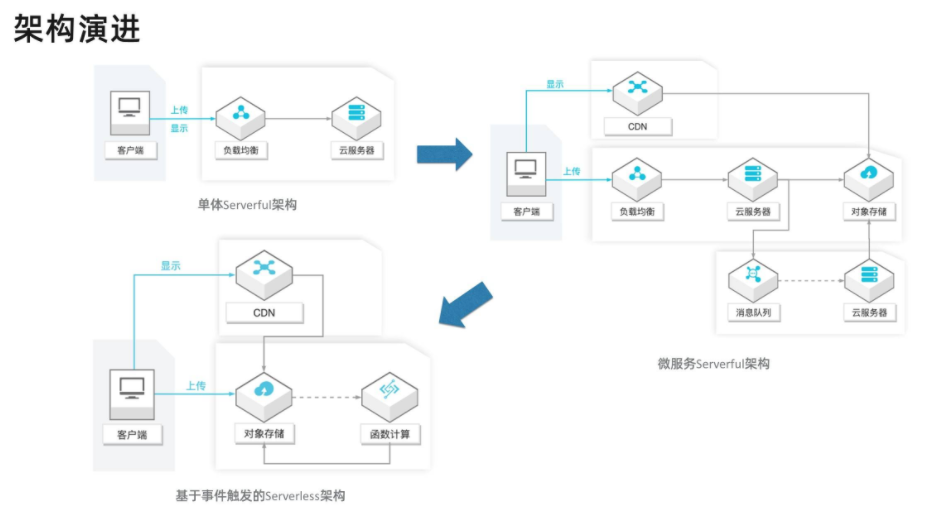 架构演进
上传
显示
客户端
负载均衡
云服务器
单体Serverful架构
显示
CDN
上传
客户端
负载均衡
云服务器
对象存储
消息队列
云服务器
微服务Serverful架构
显示
CDN
上传
客户端
对象存储
函数计算
基于事件触发的Serverless架构